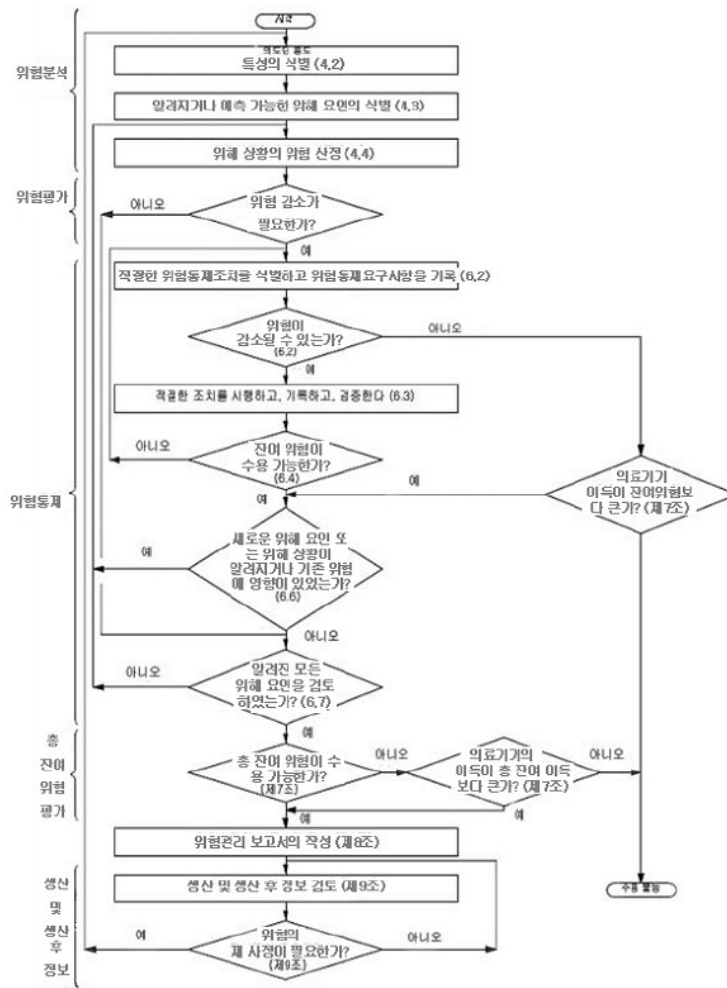 시작
의도된 용도
특성의 식별 (4.2)
위험분석
알려지거나 예측 가능한 위해 요인의 식별 (4.3)
위해 상황의 위험 산정 (4.4)
위험평가
아니오
위험 감소가
필요한가?
예
적절한 위험통제조치를 식별하고 위험통제요구사항을 기록 (6.2)
위험이
감소될 수 있는가?
(6.2)
아니오
예
적절한 조치를 시행하고, 기록하고, 검증한다 (6.3)
아니오
잔여 위험이
수용 가능한가?
(6.4)
예
위험통제
예
의료기기
이득이 잔여위험보
다 큰가? (제7조)
새로운 위해 요인 또
는 위해 상황이
알려지거나 기존 위험
에 영향이 있었는가?
(6.6)
예
아니오
아니오
알려진 모든
위해 요인을 검토
하였는가? (6.7)
예
총
잔여
위험
평가
총 잔여 위험이 수
용 가능한가?
(제7조)
아니오
의료기기의
이득이 총 잔여 이득
보다 큰가? (제7조)
아니오
예
예
위험관리 보고서의 작성 (제8조)
생산
및
생산
후
정보
생산 및 생산 후 정보 검토 (제9조)
수용 불능
예
위험의
재 사정이 필요한가?
(제9조)
아니오